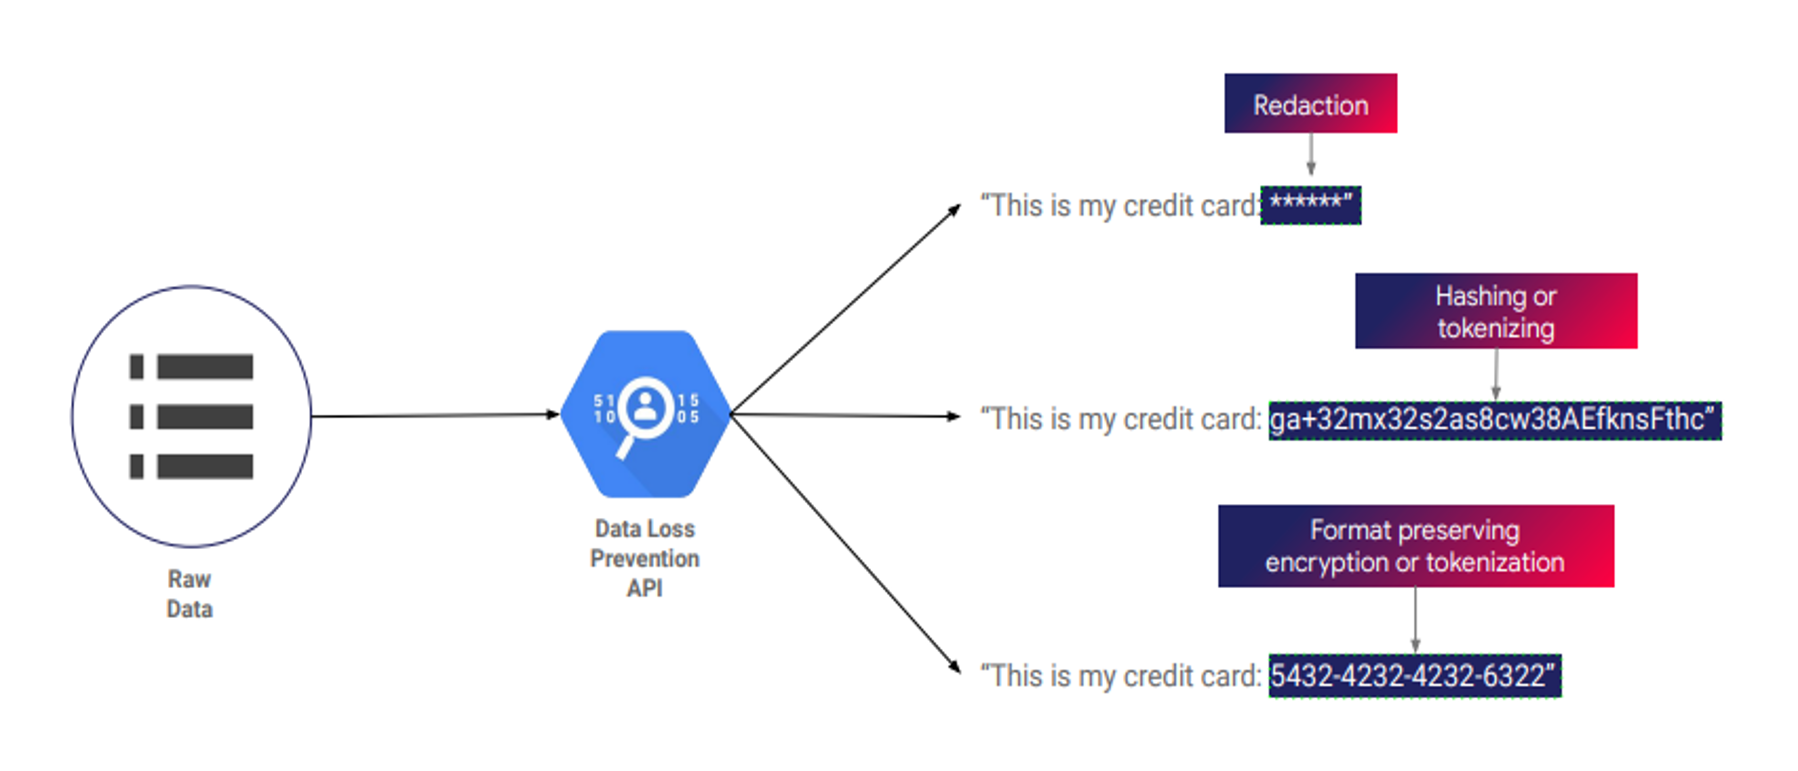 Redaction
“This is my credit card: ******”
Hashing or
tokenizing
51 15
10 05
“This is my credit card: ga+32mx32s2as8cw38AEfknsFthc”
Data Loss
Prevention
API
Format preserving
encryption or tokenization
Raw
Data
“This is my credit card: 5432-4232-4232-6322”